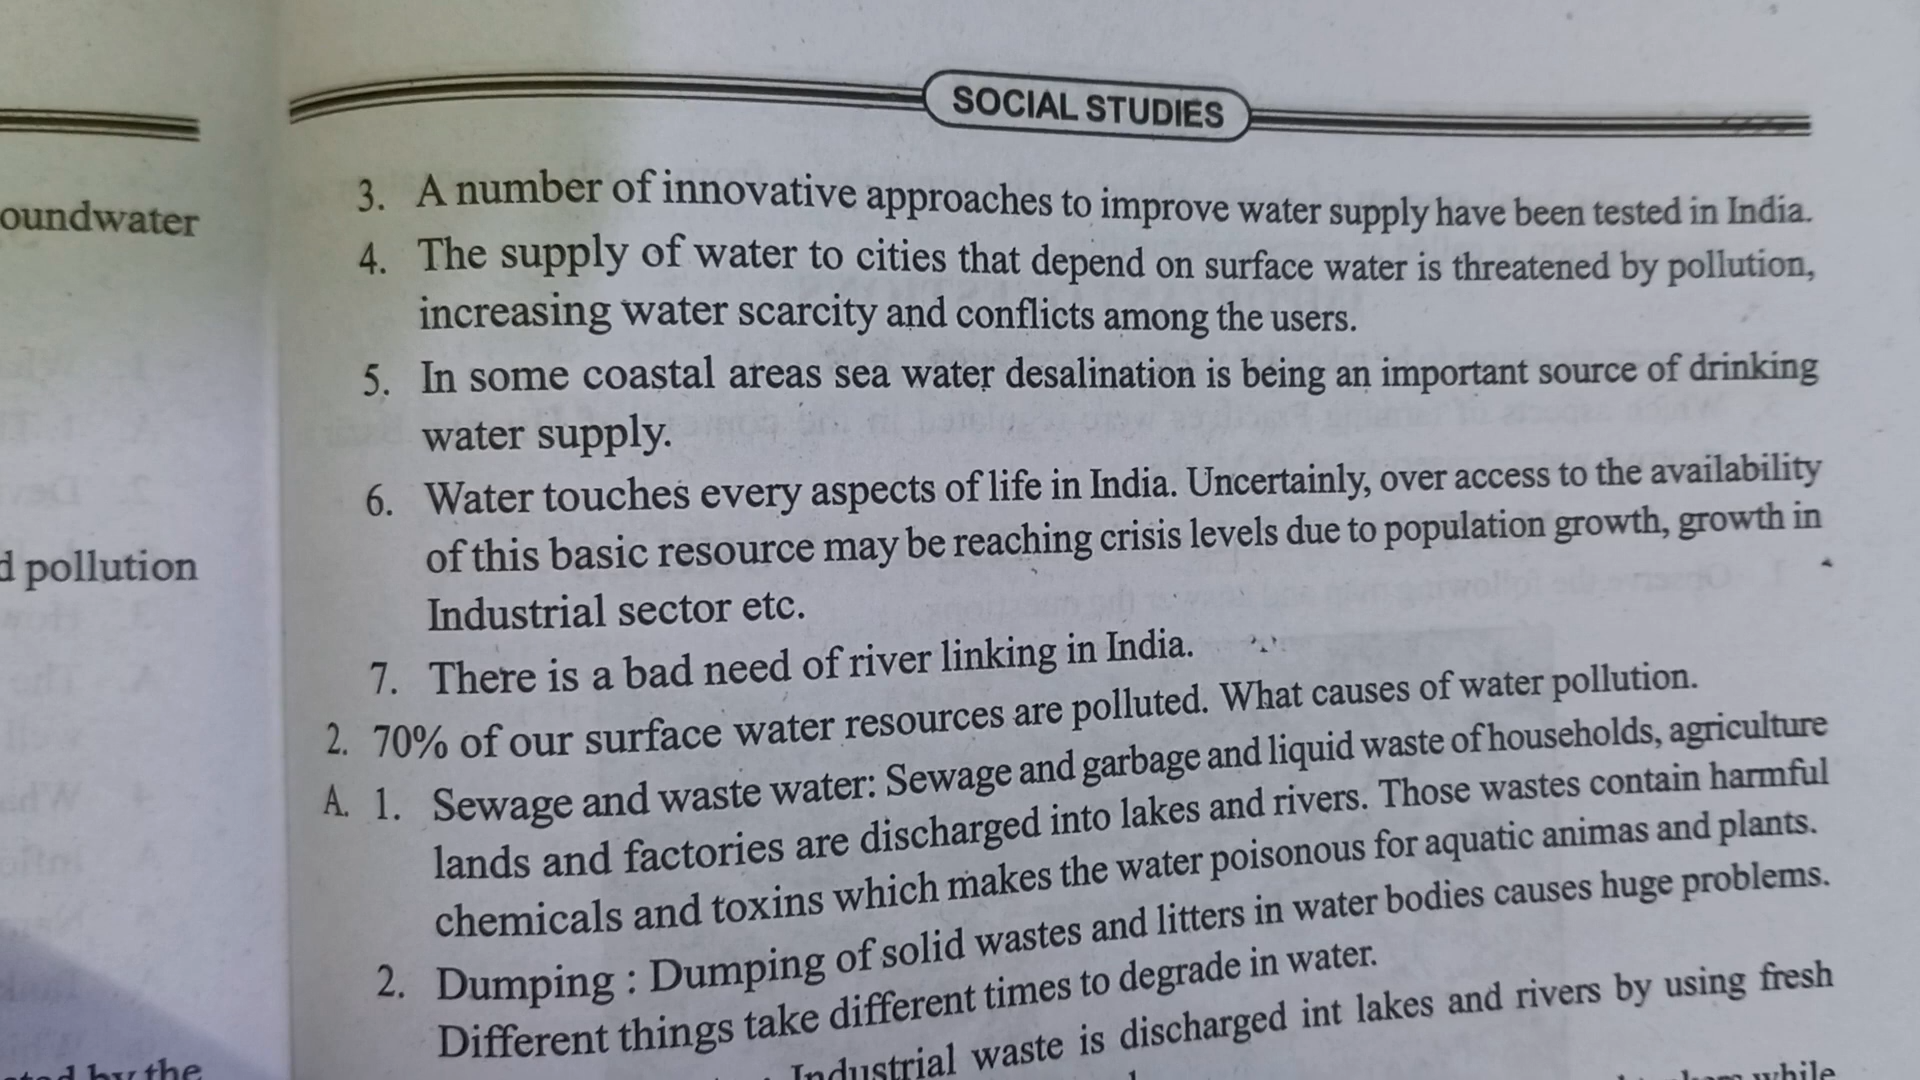 oundwater
d pollution
SOCIAL STUDIES
3. A number of innovative approaches to improve water supply have been tested in India.
4. The supply of water to cities that depend on surface water is threatened by pollution,
increasing water scarcity and conflicts among the users.
5. In some coastal areas sea water desalination is being an important source of drinking
water supply.
6. Water touches every aspects of life in India. Uncertainly, over access to the availability
of this basic resource may be reaching crisis levels due to population growth, growth in
Industrial sector etc.
7. There is a bad need of river linking in India.
2. 70% of our surface water resources are polluted. What causes of water pollution.
A. 1. Sewage and waste water: Sewage and garbage and liquid waste of households, agriculture
lands and factories are discharged into lakes and rivers. Those wastes contain harmful
chemicals and toxins which makes the water poisonous for aquatic animas and plants.
2. Dumping : Dumping of solid wastes and litters in water bodies causes huge problems.
Different things take different times to degrade in water.
Industrial waste is discharged int lakes and rivers by using fresh
while
by the